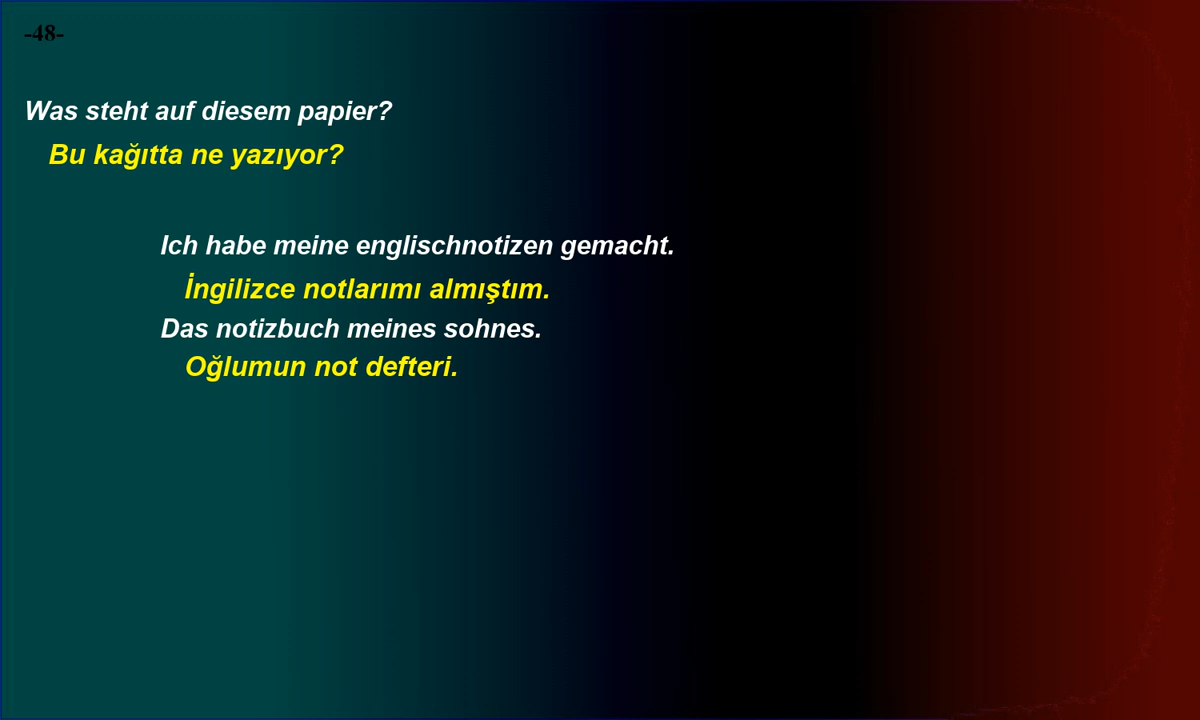 -48-
Was steht auf diesem papier?
Bu kağıtta ne yazıyor?
Ich habe meine englischnotizen gemacht.
İngilizce notlarımı almıştım.
Das notizbuch meines sohnes.
Oğlumun not defteri.